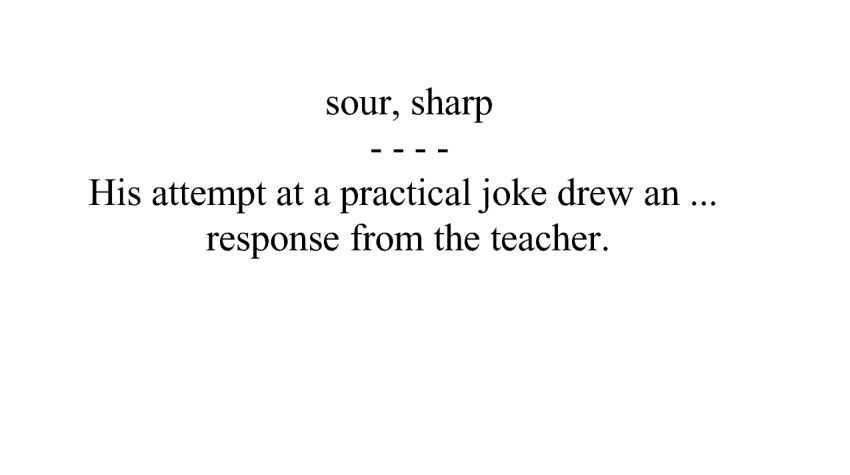 sour, sharp
- - - -
His attempt at a practical joke drew an ...
response from the teacher.